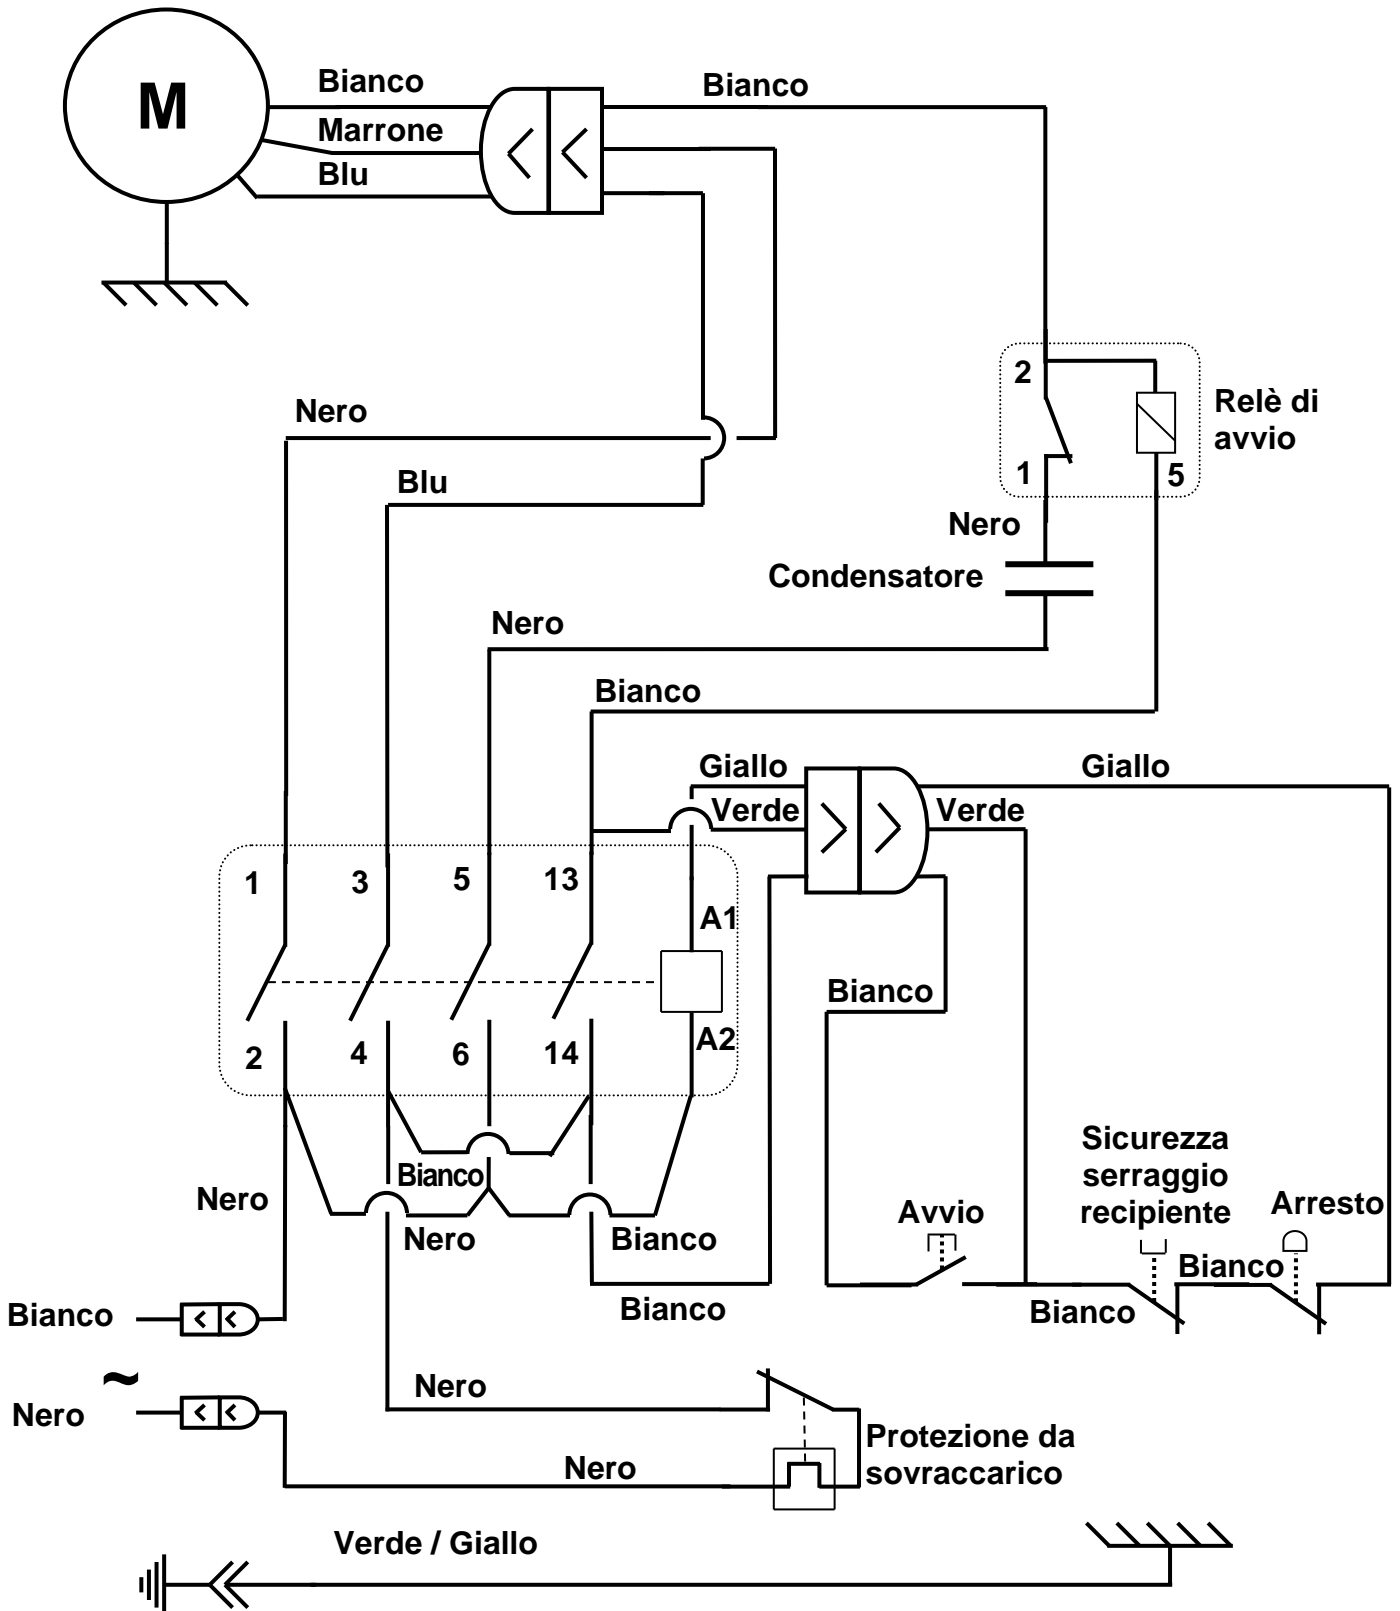 M
Bianco
Marrone
Blu
Bianco
2
Relè di
avvio
1
5
Nero
Blu
Nero
Condensatore
Nero
Bianco
Giallo
Giallo
Verde
Verde
1
3
5
13
A1
Bianco
2
4
6
14
A2
Bianco
Nero
Nero
Bianco
Bianco
Avvio
Sicurezza
serraggio
recipiente
Arresto
Bianco
Bianco
Bianco
~
Nero
Nero
Nero
Protezione da
sovraccarico
Verde / Giallo